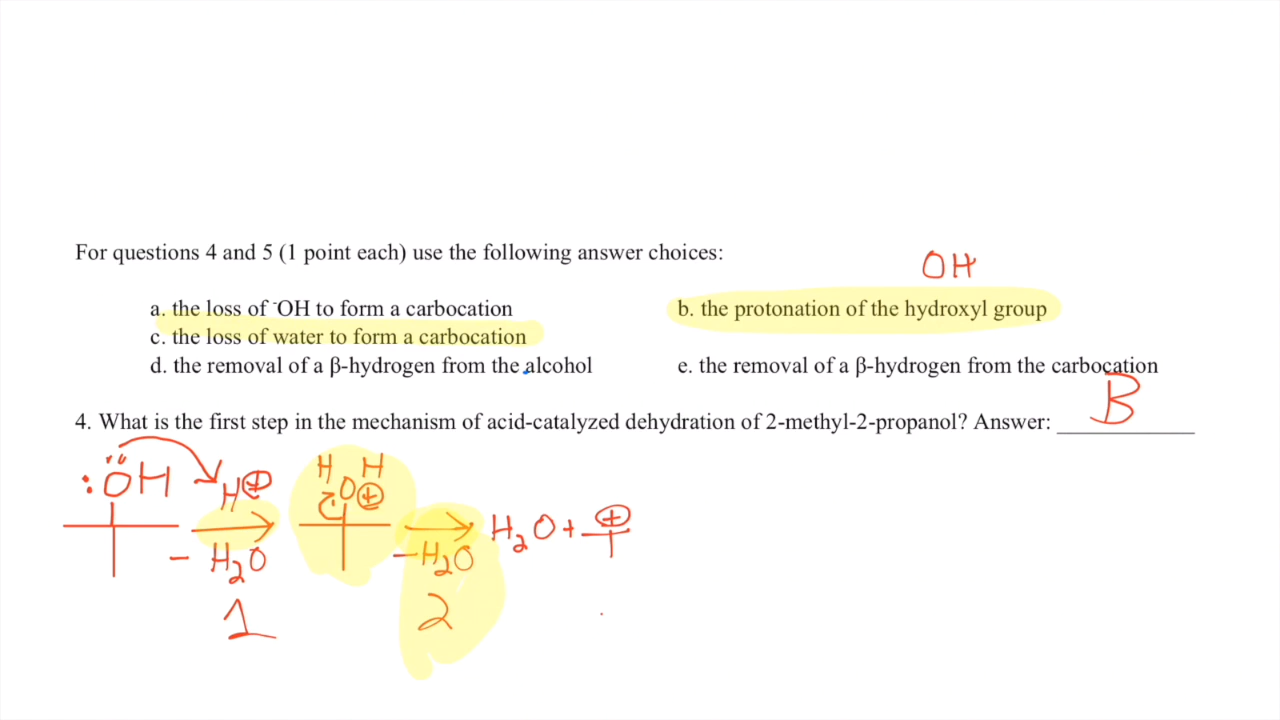 For questions 4 and 5 (1 point each) use the following answer choices:
OH
a. the loss of ⁻OH to form a carbocation b. the protonation of the hydroxyl group
c. the loss of water to form a carbocation
d. the removal of a β-hydrogen from the alcohol e. the removal of a β-hydrogen from the carbocation
4. What is the first step in the mechanism of acid-catalyzed dehydration of 2-methyl-2-propanol? Answer: B
:ÖH H⊕ H H O⊕
- H₂O -H₂O H₂O + ⊕
1 2